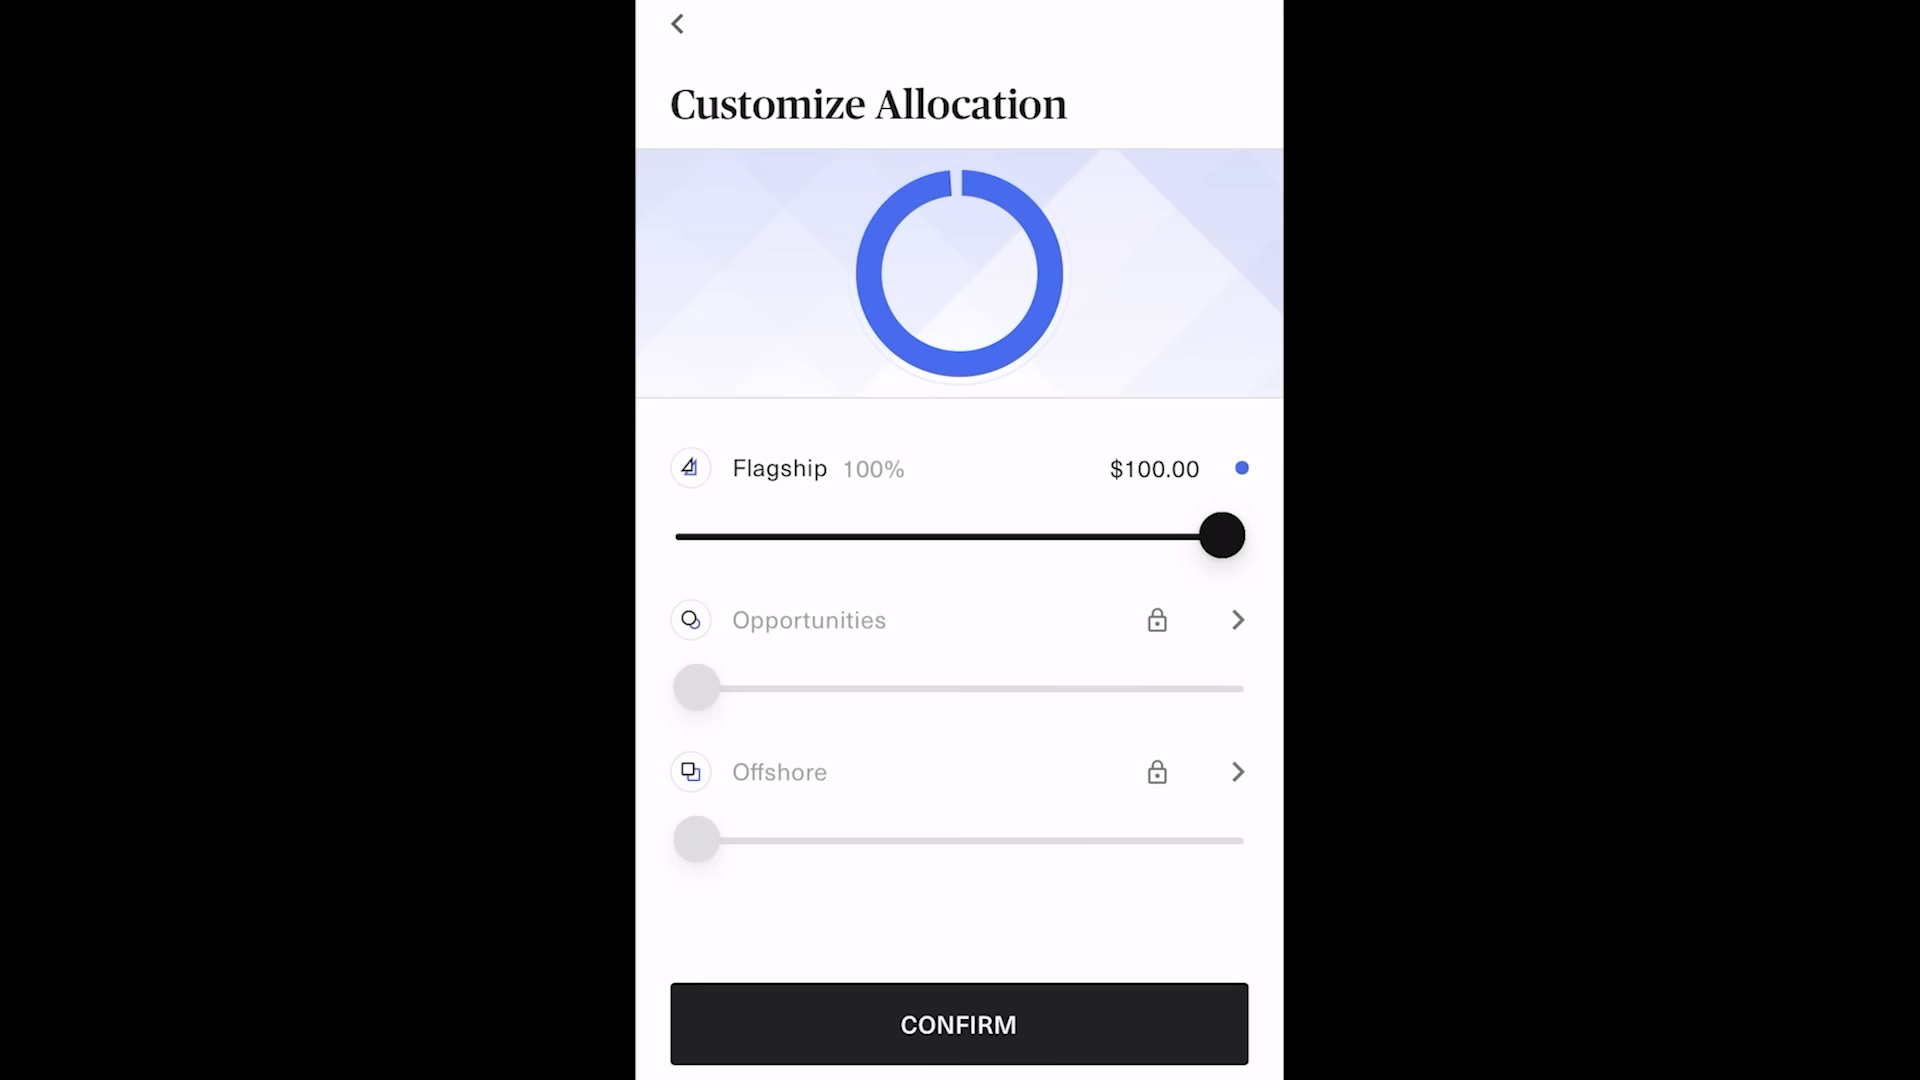 Customize Allocation
Flagship 100% $100.00
Opportunities
Offshore
CONFIRM